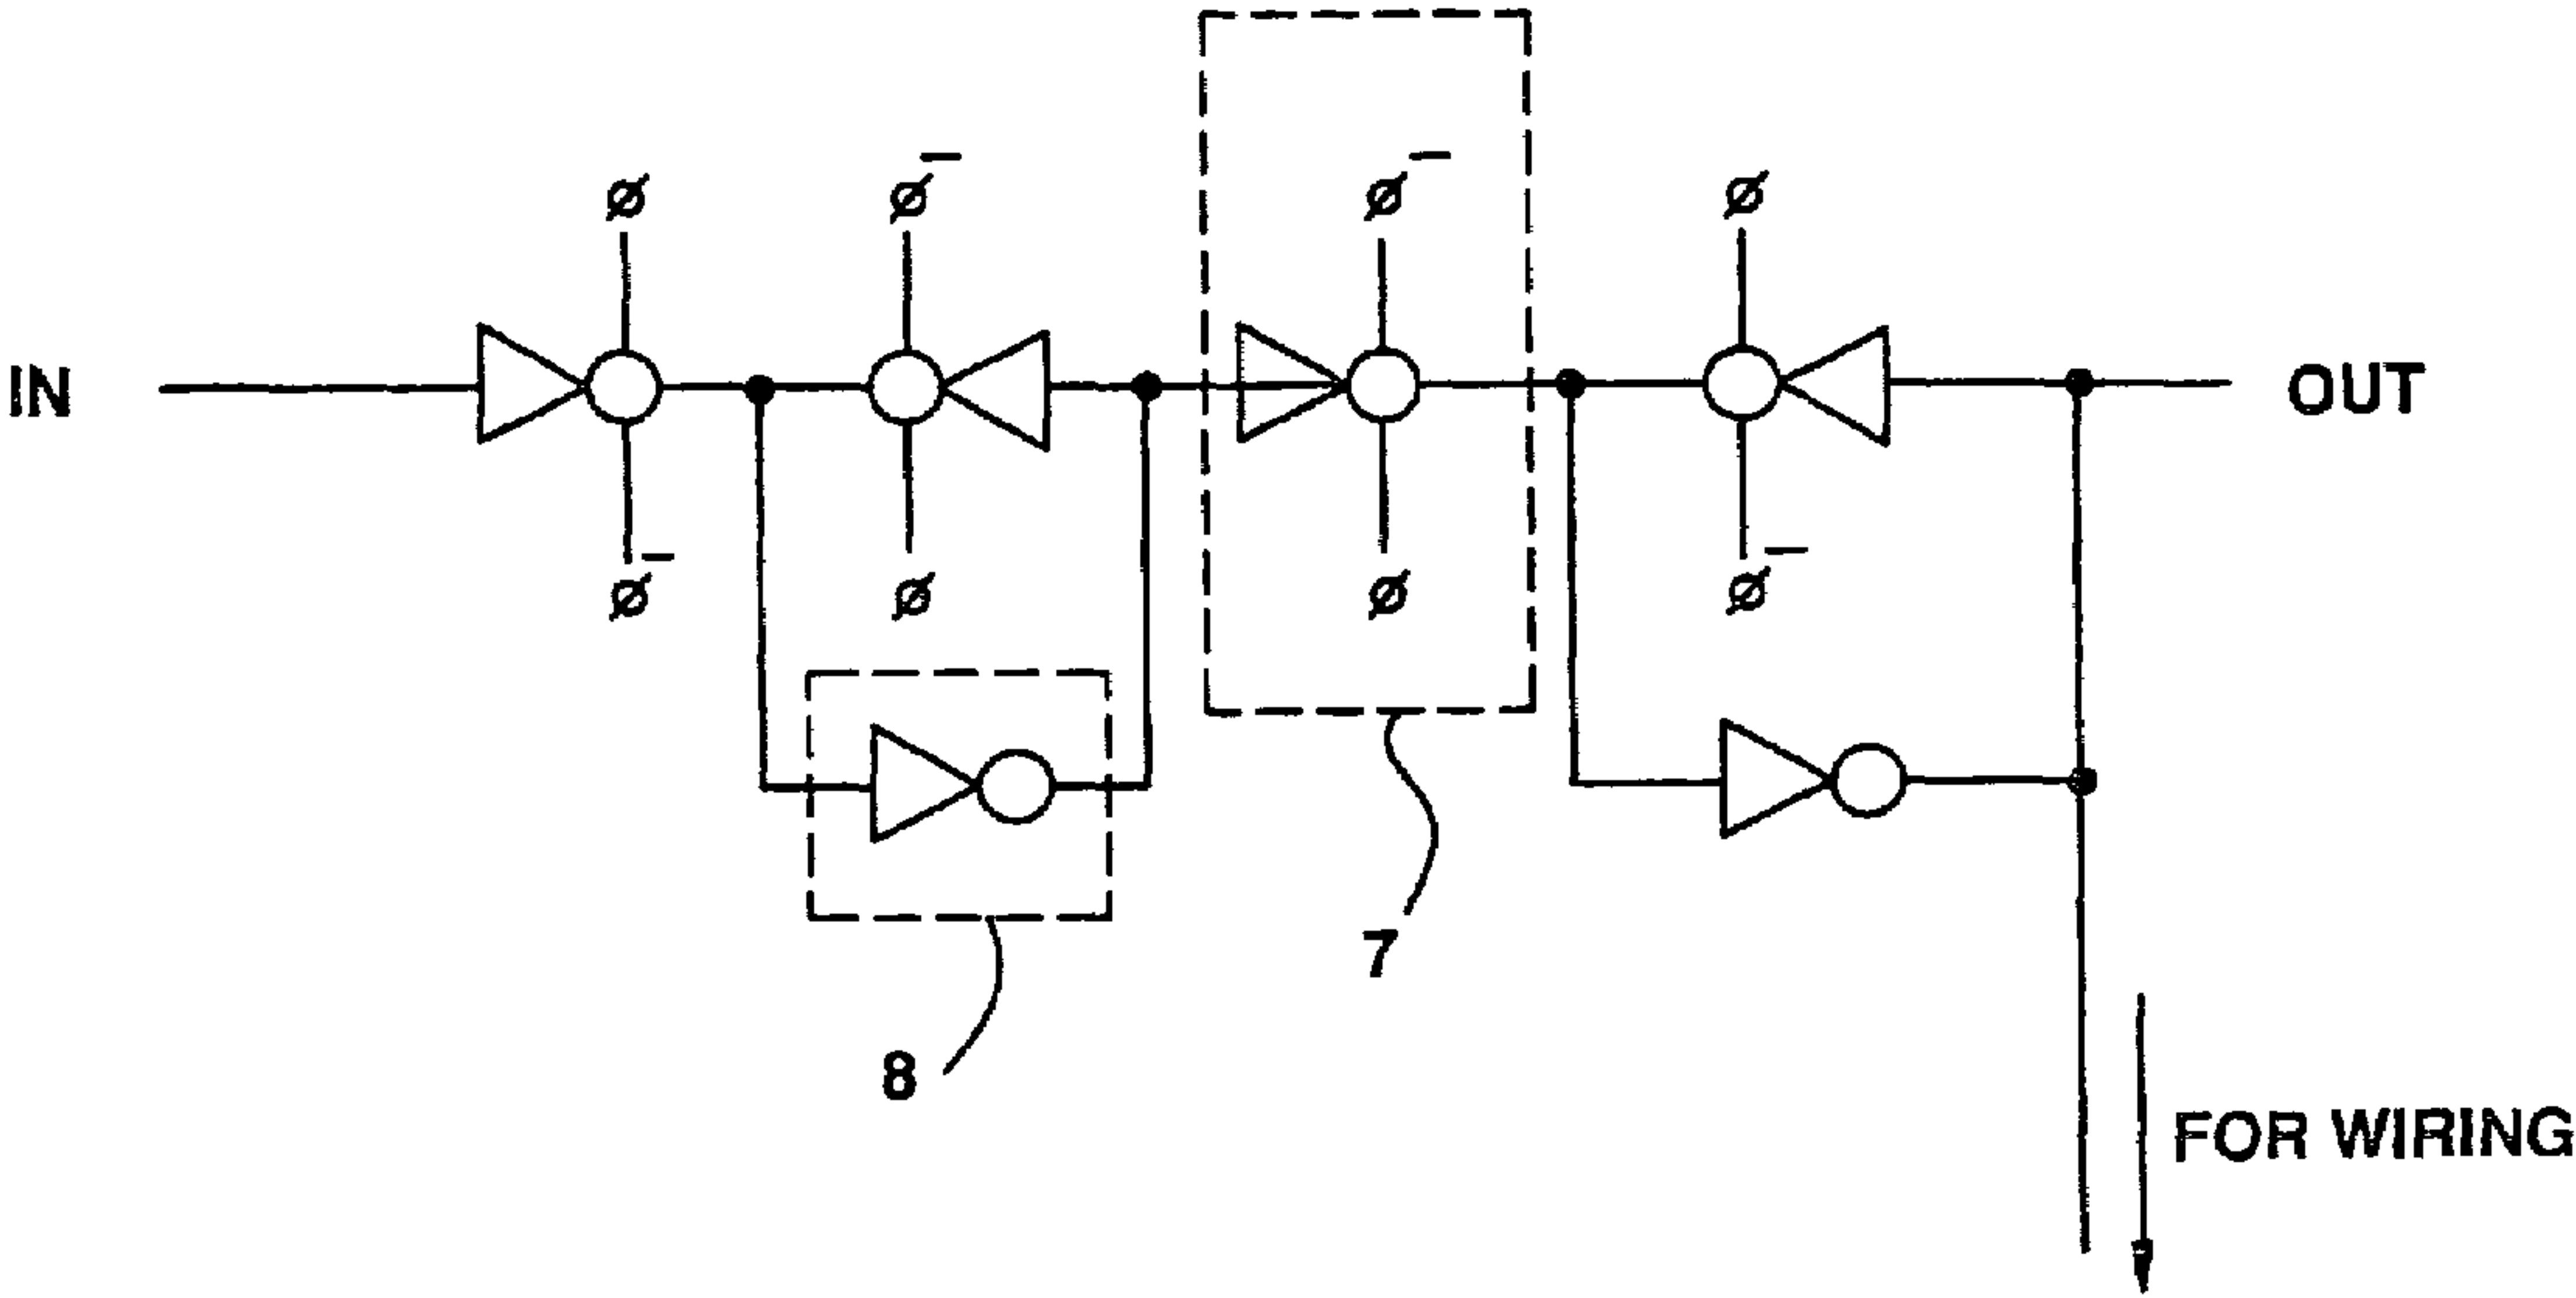 ø ø̄ ø̄ ø
IN OUT
ø̄ ø ø ø̄
7
8
FOR WIRING